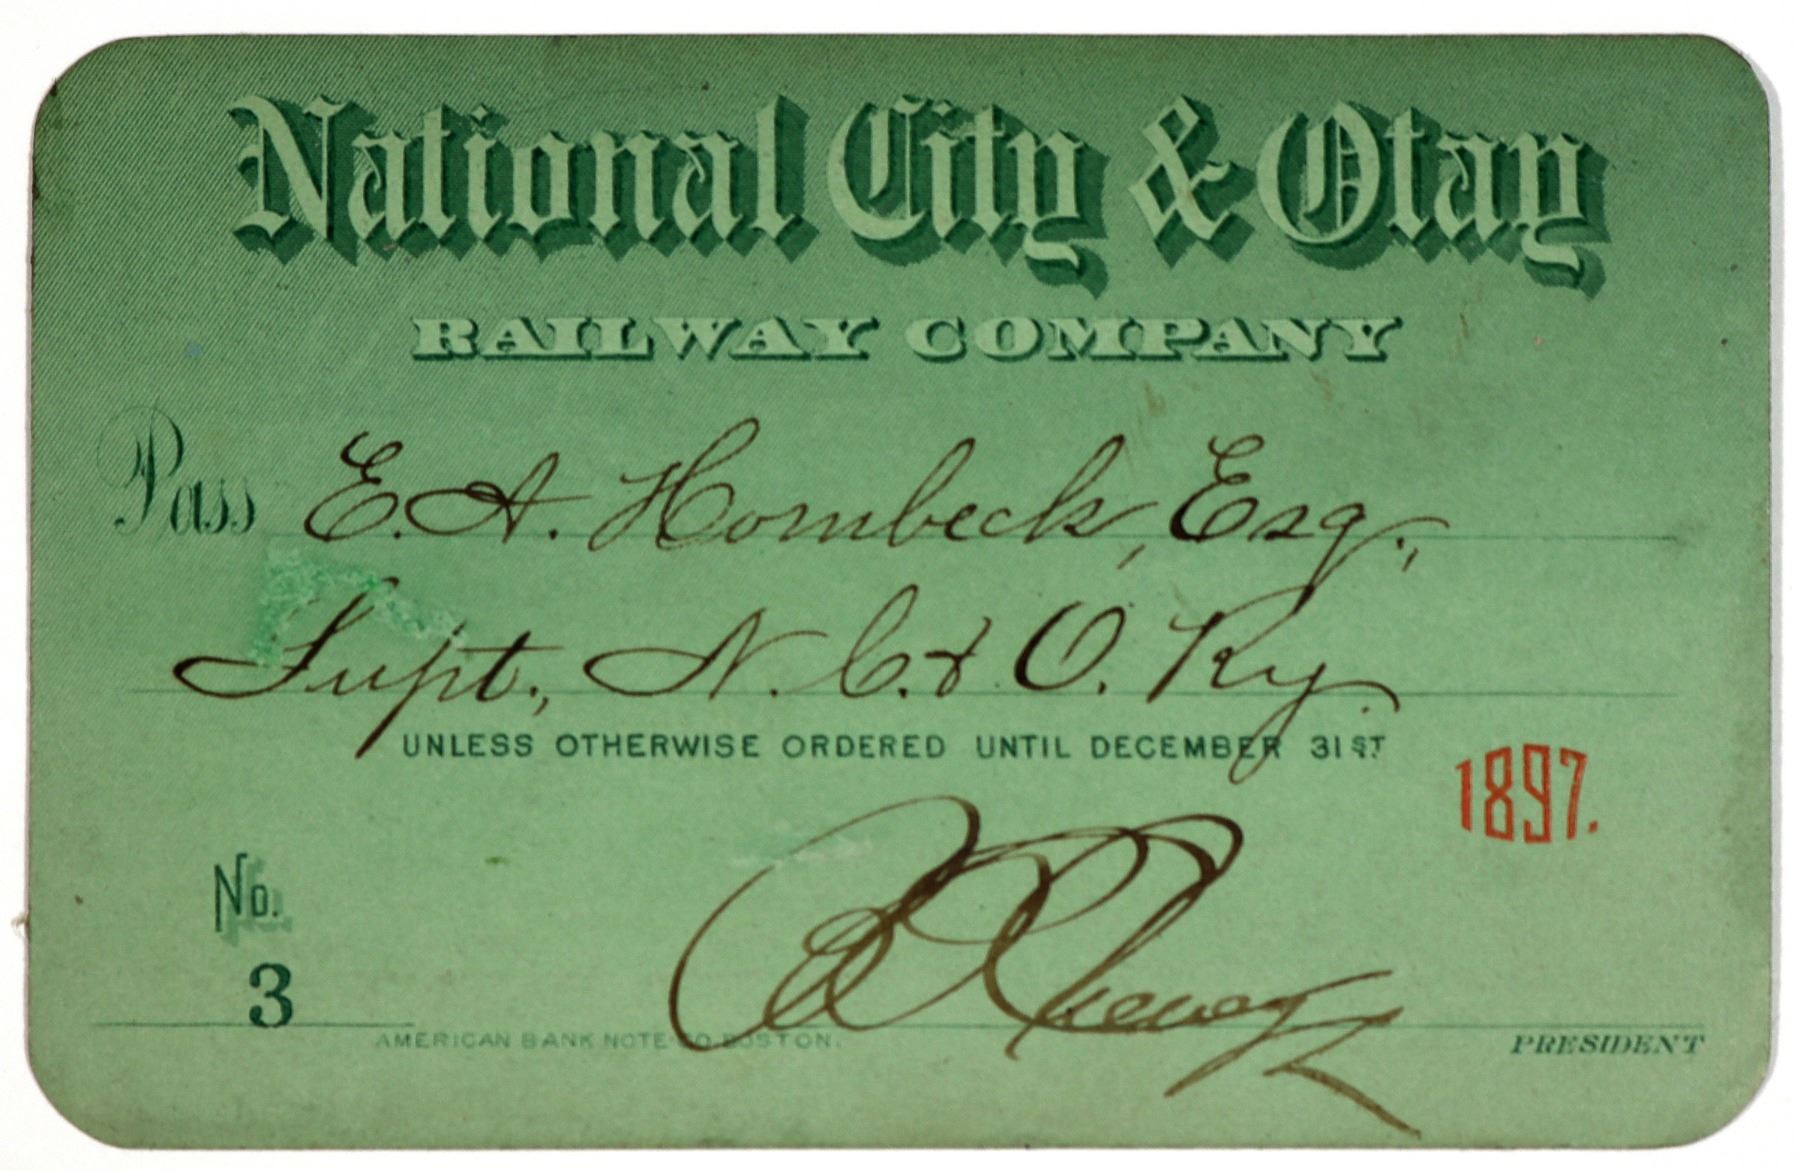 National City & Otay
RAILWAY COMPANY
Pass E. A. Hornbeck, Esq.,
Supt., N. C. & O. Ry.
UNLESS OTHERWISE ORDERED UNTIL DECEMBER 31ST 1897.
No.
3
AMERICAN BANK NOTE CO. BOSTON.
PRESIDENT